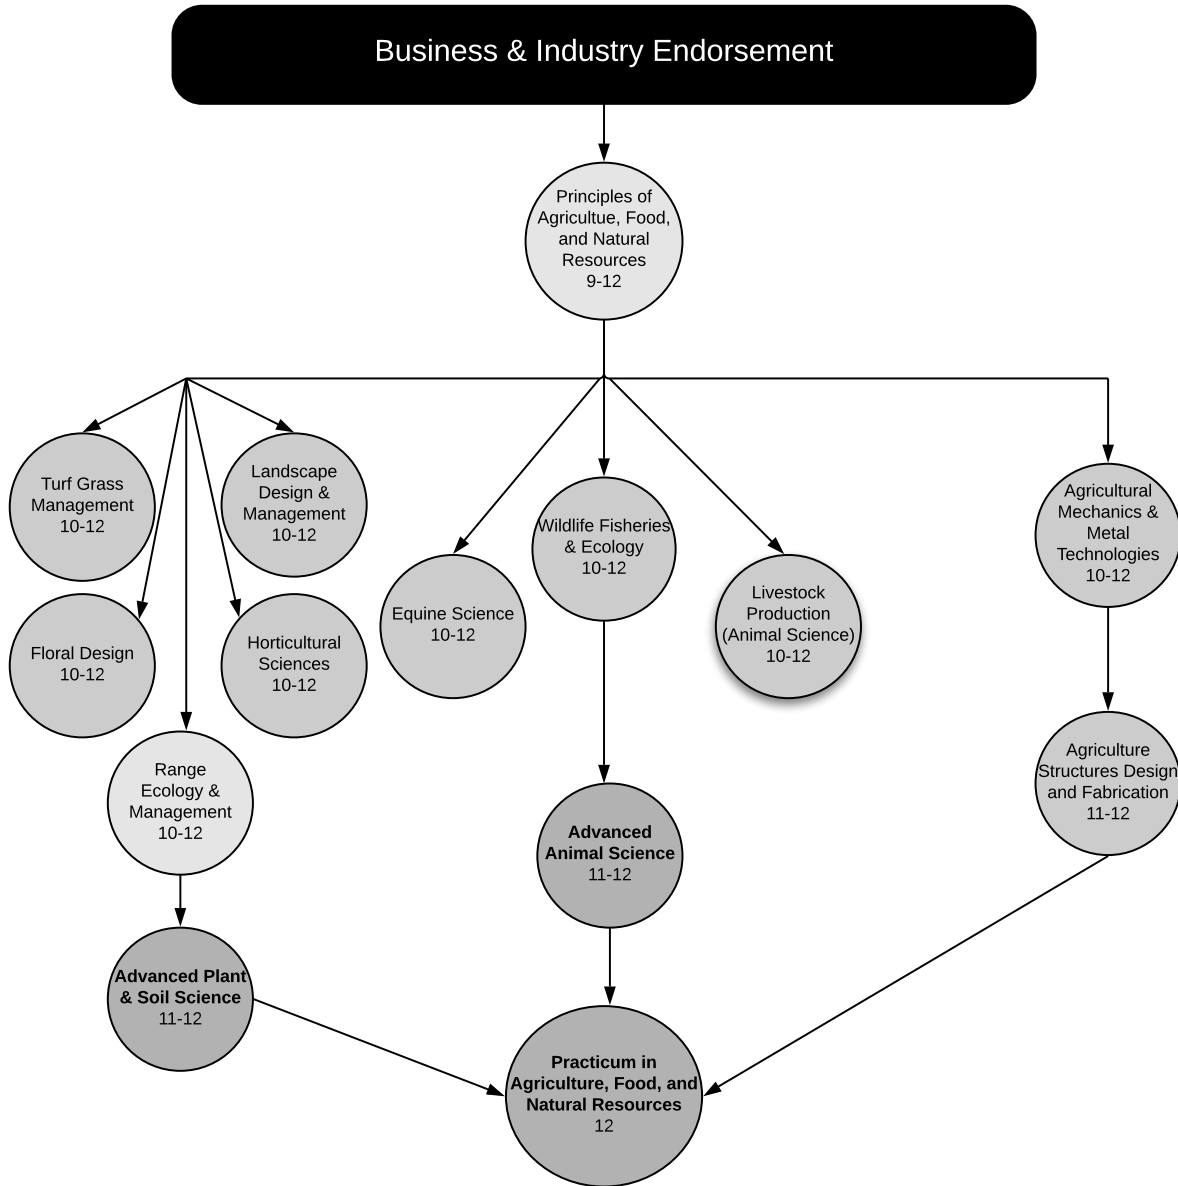 Business & Industry Endorsement
Principles of
Agricultue, Food,
and Natural
Resources
9-12
Turf Grass
Management
10-12
Landscape
Design &
Management
10-12
Floral Design
10-12
Horticultural
Sciences
10-12
Range
Ecology &
Management
10-12
Advanced Plant
& Soil Science
11-12
Equine Science
10-12
Wildlife Fisheries
& Ecology
10-12
Livestock
Production
(Animal Science)
10-12
Advanced
Animal Science
11-12
Agricultural
Mechanics &
Metal
Technologies
10-12
Agriculture
Structures Design
and Fabrication
11-12
Practicum in
Agriculture, Food, and
Natural Resources
12